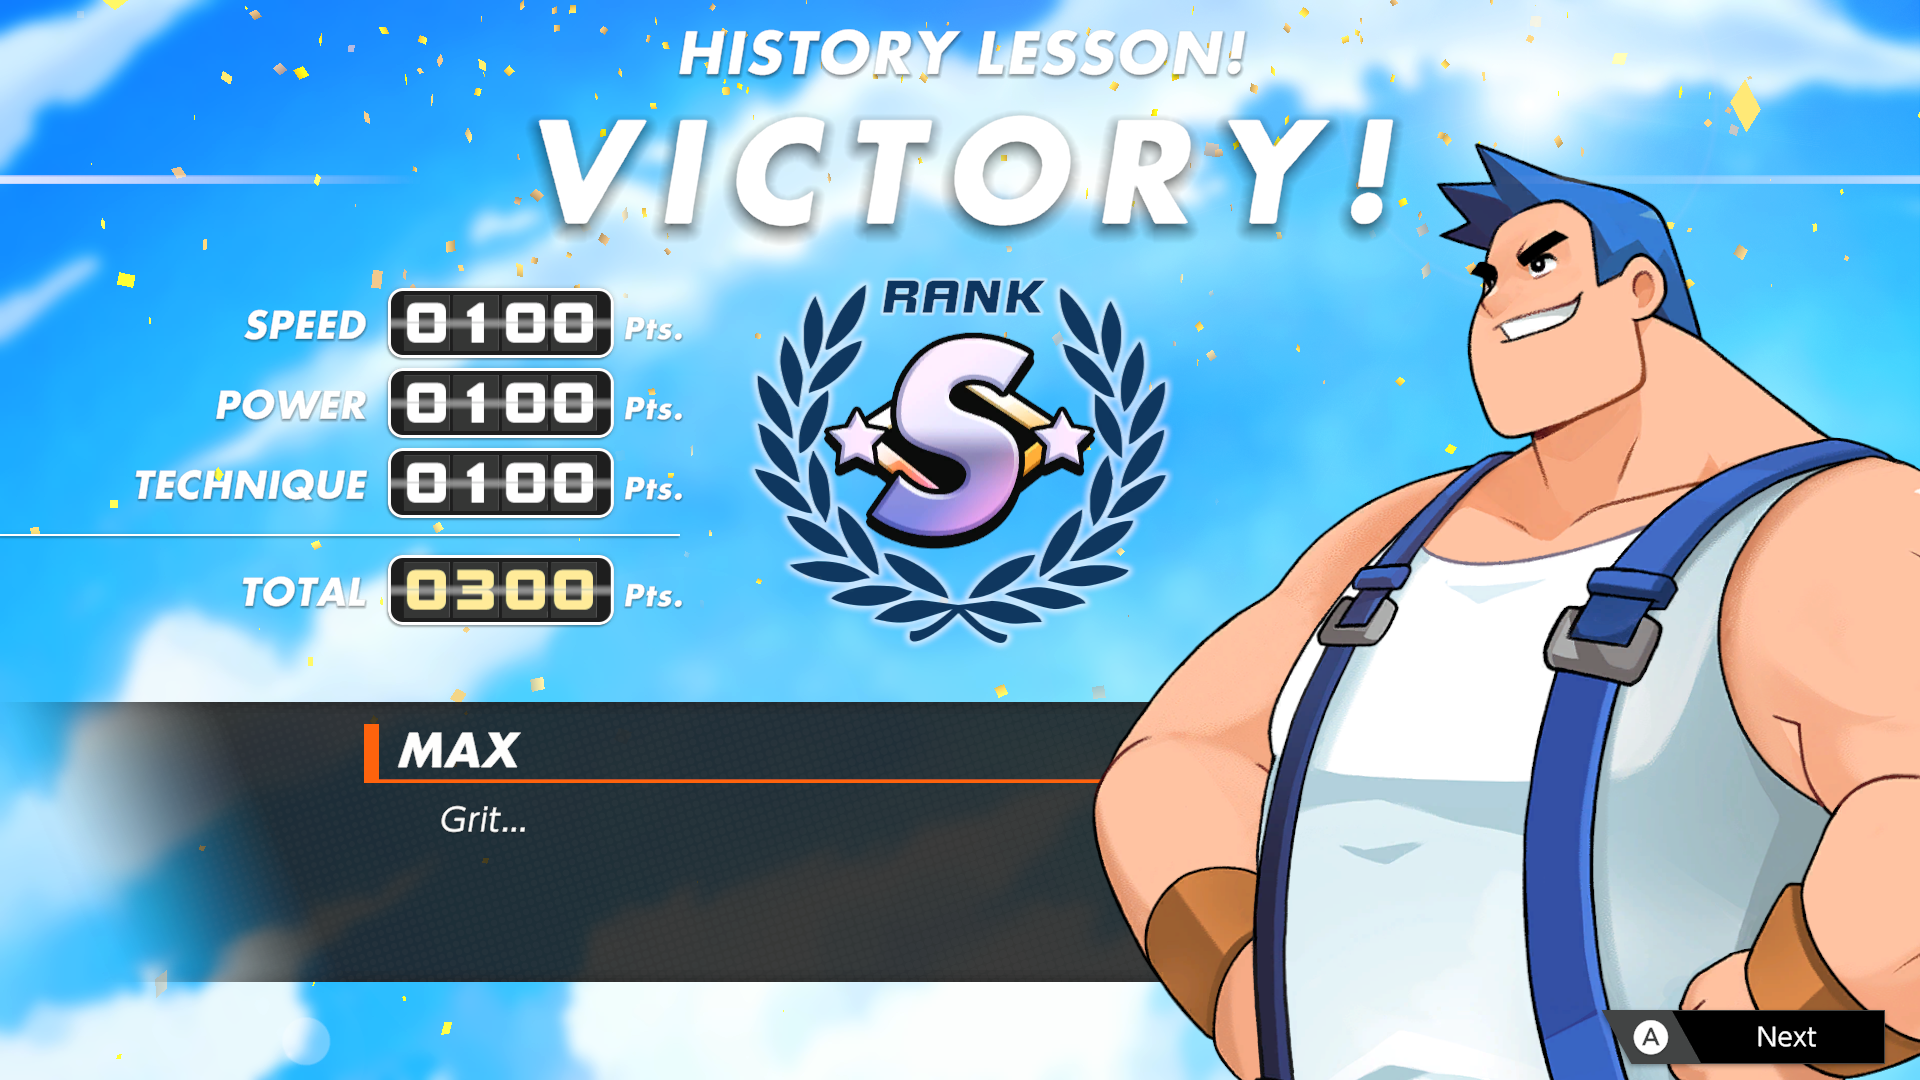 HISTORY LESSON!
VICTORY!
SPEED 0100 Pts.
POWER 0100 Pts.
TECHNIQUE 0100 Pts.
TOTAL 0300 Pts.
RANK
S
MAX
Grit...
A Next